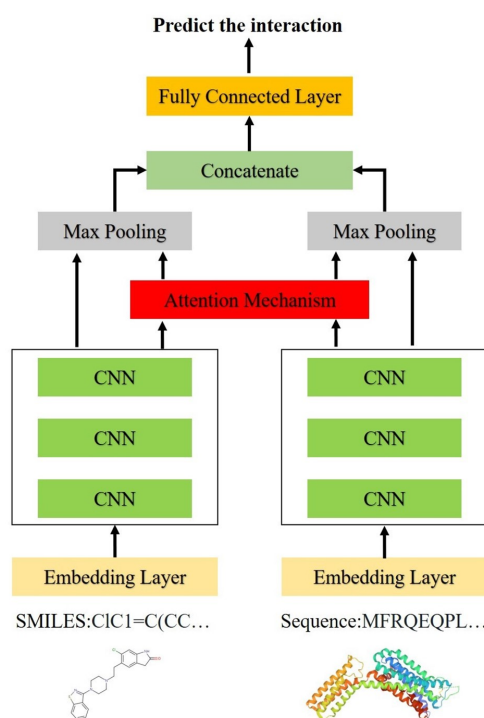 Predict the interaction
Fully Connected Layer
Concatenate
Max Pooling
Max Pooling
Attention Mechanism
CNN
CNN
CNN
CNN
CNN
CNN
Embedding Layer
Embedding Layer
SMILES:ClC1=C(CC…
Sequence:MFRQEQPL…